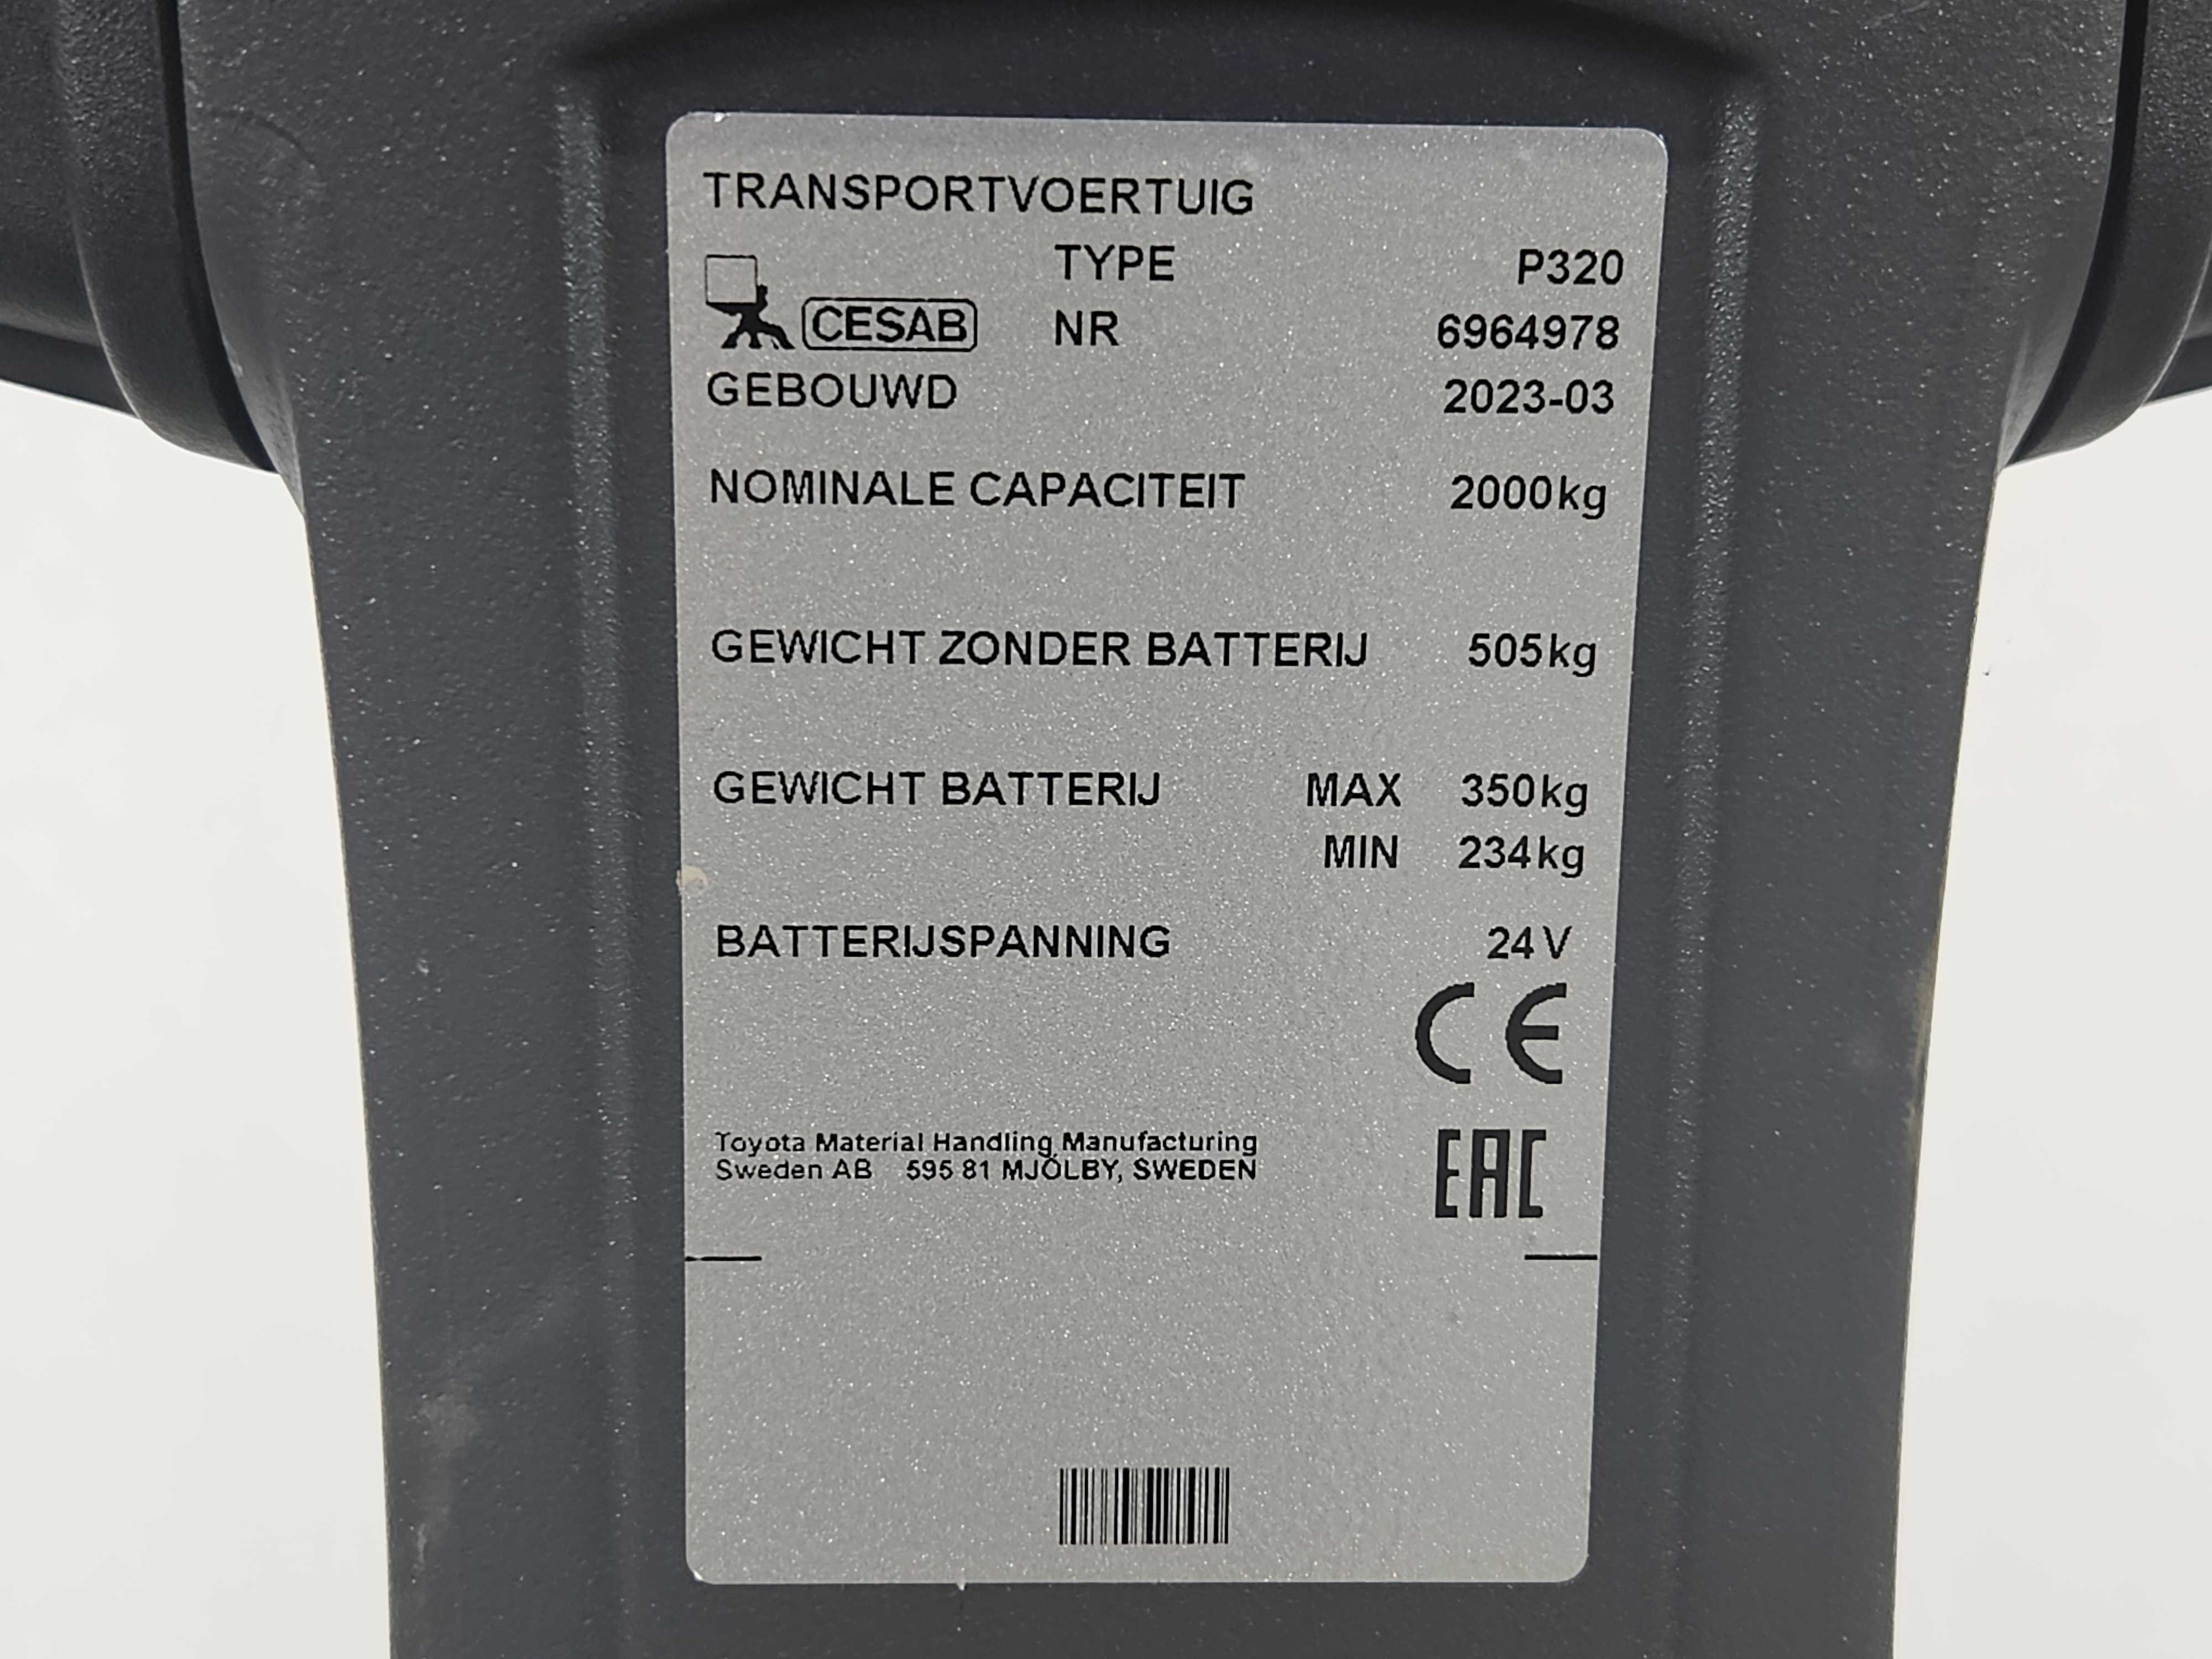 TRANSPORTVOERTUIG
TYPE P320
CESAB NR 6964978
GEBOUWD 2023-03
NOMINALE CAPACITEIT 2000kg
GEWICHT ZONDER BATTERIJ 505kg
GEWICHT BATTERIJ MAX 350kg
MIN 234kg
BATTERIJSPANNING 24V
CE
Toyota Material Handling Manufacturing
Sweden AB 595 81 MJÖLBY, SWEDEN
EAC